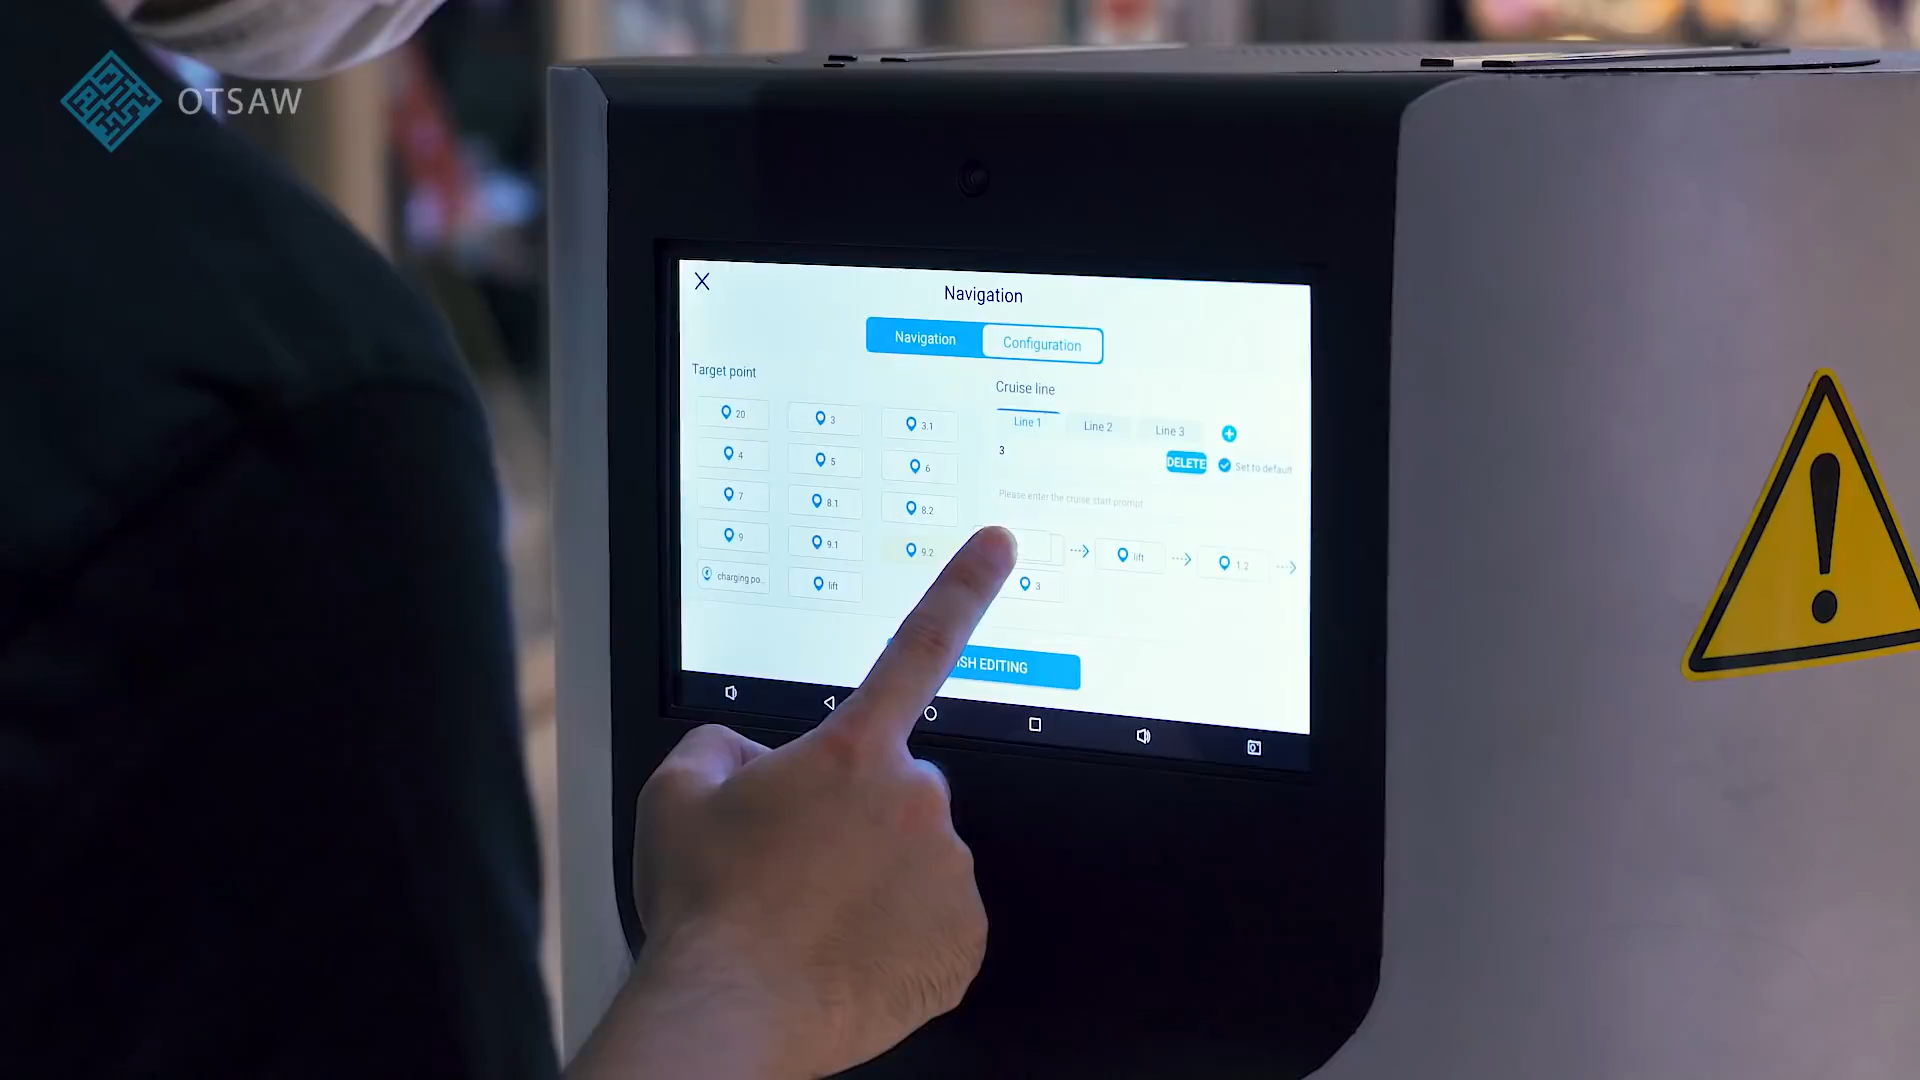 OTSAW
Navigation
Navigation
Configuration
Target point
20
3
3.1
4
5
6
7
8.1
8.2
9
9.1
9.2
charging po...
lift
Cruise line
Line 1
Line 2
Line 3
3
DELETE
Set to default
Please enter the cruise start prompt
lift
1.2
3
ISH EDITING